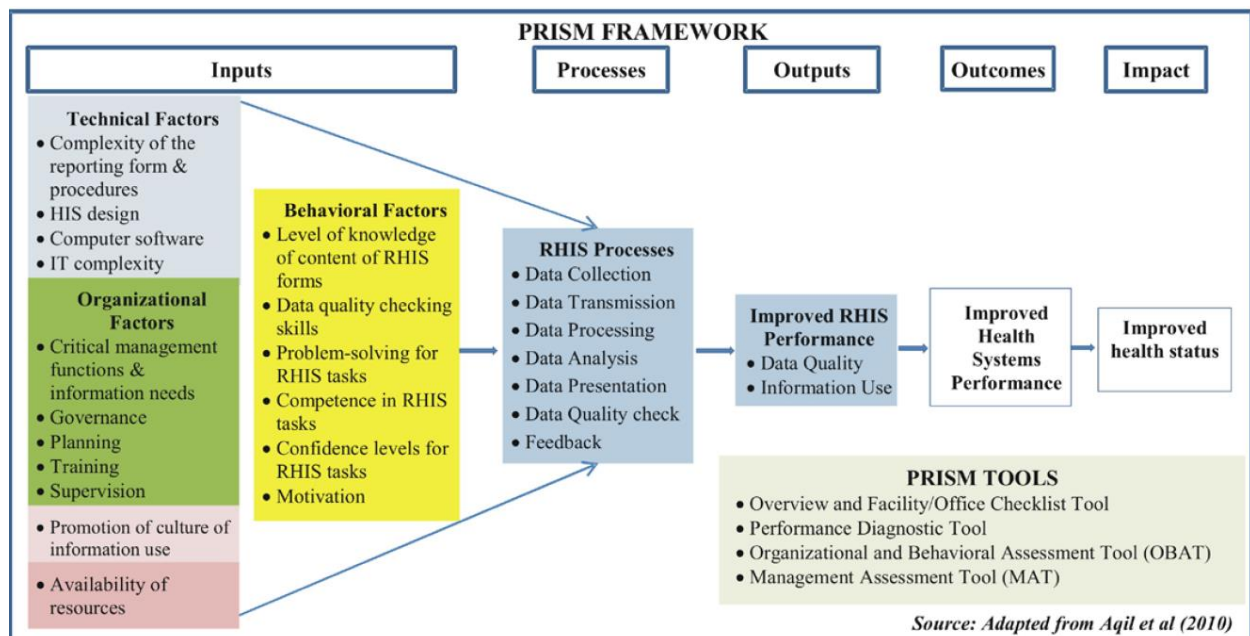 PRISM FRAMEWORK
Inputs
Processes
Outputs
Outcomes
Impact
Technical Factors
• Complexity of the
reporting form &
procedures
• HIS design
• Computer software
• IT complexity
Organizational
Factors
• Critical management
functions &
information needs
• Governance
• Planning
• Training
• Supervision
• Promotion of culture of
information use
• Availability of
resources
Behavioral Factors
• Level of knowledge
of content of RHIS
forms
• Data quality checking
skills
• Problem-solving for
RHIS tasks
• Competence in RHIS
tasks
• Confidence levels for
RHIS tasks
• Motivation
RHIS Processes
• Data Collection
• Data Transmission
• Data Processing
• Data Analysis
• Data Presentation
• Data Quality check
• Feedback
Improved RHIS
Performance
• Data Quality
• Information Use
Improved
Health
Systems
Performance
Improved
health status
PRISM TOOLS
• Overview and Facility/Office Checklist Tool
• Performance Diagnostic Tool
• Organizational and Behavioral Assessment Tool (OBAT)
• Management Assessment Tool (MAT)
Source: Adapted from Aqil et al (2010)